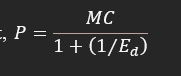 , P = MC / 1 + (1/E_d)